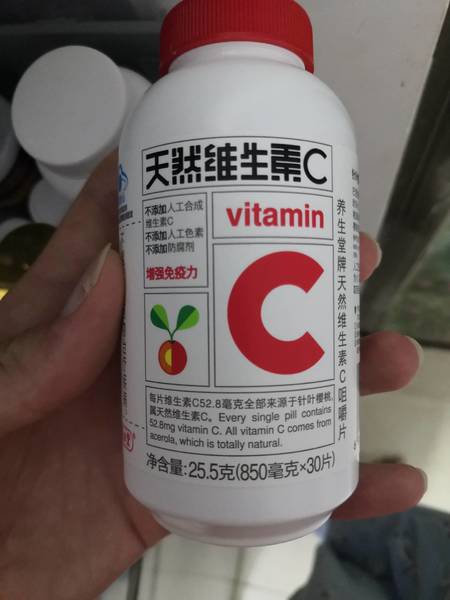 天然维生素C
不添加人工合成
维生素C
不添加人工色素
不添加防腐剂
增强免疫力
vitamin
C
养生堂牌天然维生素C咀嚼片
每片维生素C52.8毫克全部来源于针叶樱桃,
属天然维生素C。Every single pill contains
52.8mg vitamin C. All vitamin C comes from
acerola, which is totally natural.
净含量:25.5克(850毫克×30片)